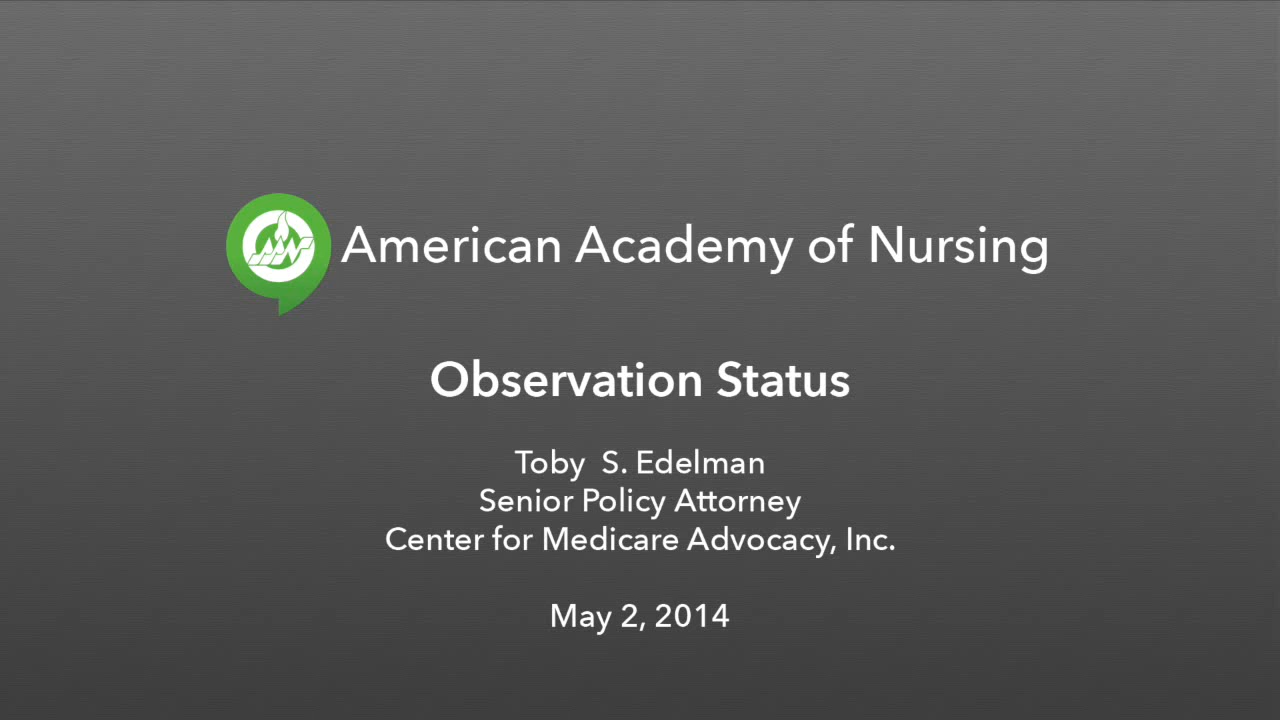 American Academy of Nursing
Observation Status
Toby S. Edelman
Senior Policy Attorney
Center for Medicare Advocacy, Inc.
May 2, 2014